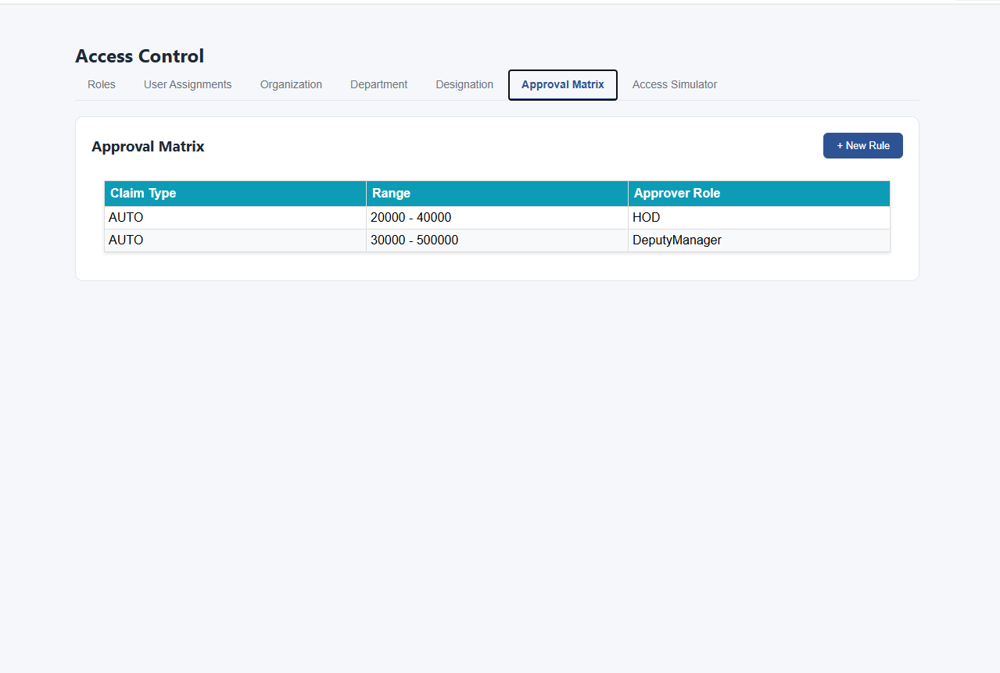 Access Control
Roles User Assignments Organization Department Designation Approval Matrix Access Simulator
Approval Matrix + New Rule
Claim Type Range Approver Role
AUTO 20000 - 40000 HOD
AUTO 30000 - 500000 DeputyManager